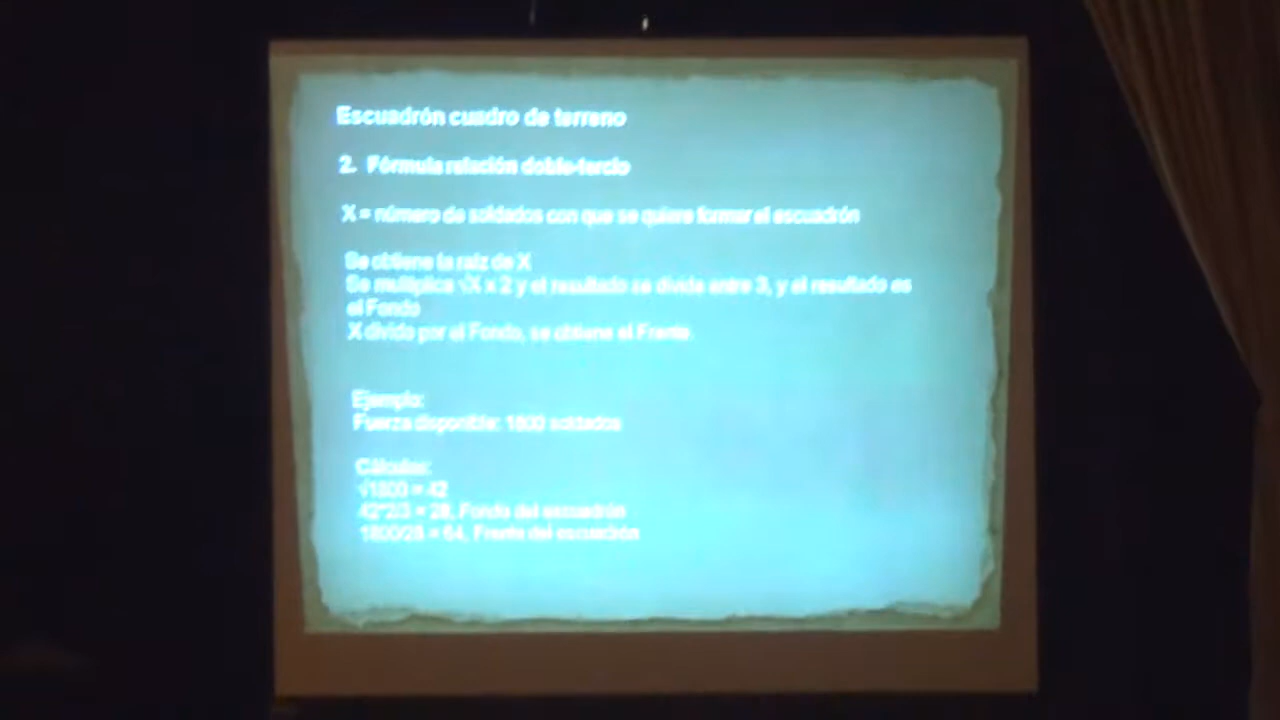 Escuadrón cuadro de terreno
2. Fórmula relación doble-tercio
X = número de soldados con que se quiere formar el escuadrón
Se obtiene la raiz de X
Se multiplica √X x 2 y el resultado se divide entre 3, y el resultado es
el Fondo
X divido por el Fondo, se obtiene el Frente.
Ejemplo:
Fuerza disponible: 1800 soldados
Cálculos:
√1800 = 42
42*2/3 = 28, Fondo del escuadrón
1800/28 = 64, Frente del escuadrón